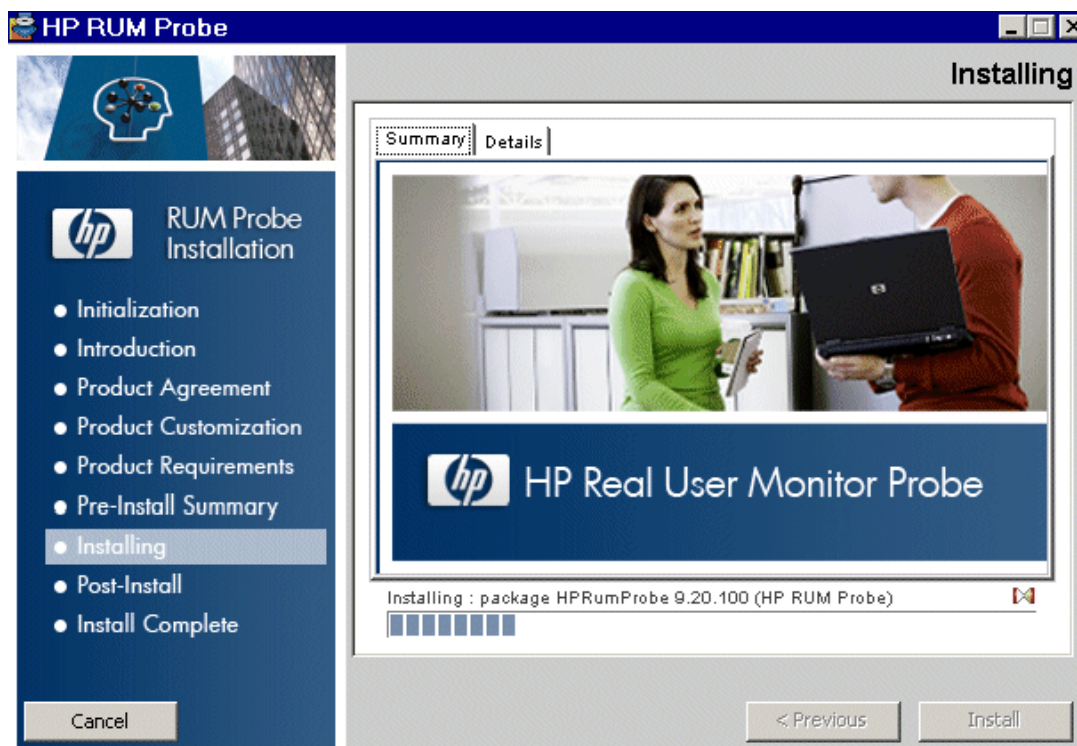 HP RUM Probe
Installing
Summary Details
hp RUM Probe
Installation
Initialization
Introduction
Product Agreement
Product Customization
Product Requirements
Pre-Install Summary
Installing
Post-Install
Install Complete
hp HP Real User Monitor Probe
Installing : package HPRumProbe 9.20.100 (HP RUM Probe)
Cancel
< Previous
Install